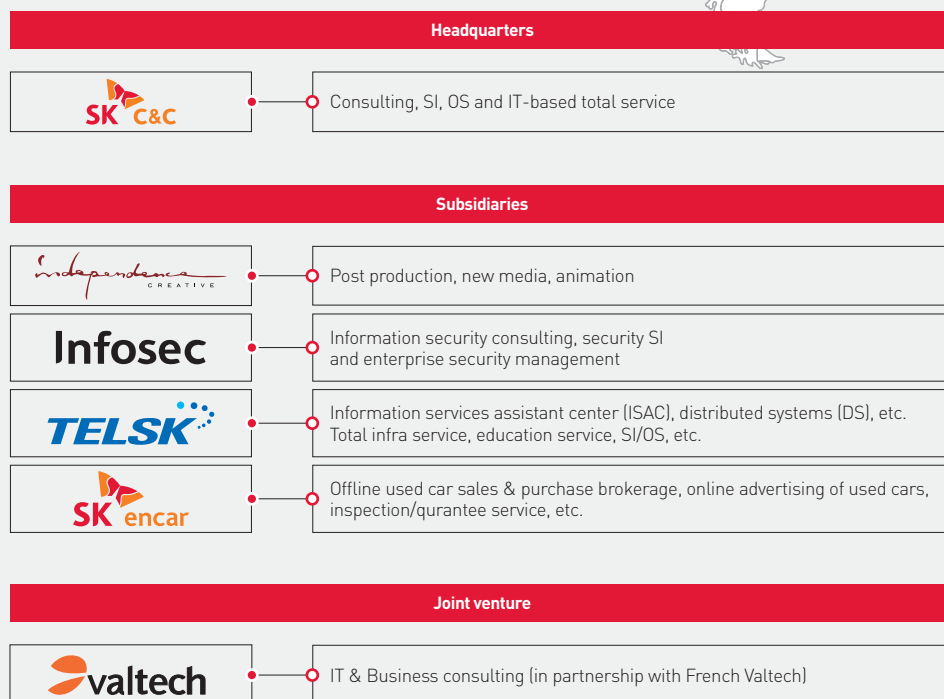 Headquarters
SK C&C
Consulting, SI, OS and IT-based total service
Subsidiaries
independence
CREATIVE
Post production, new media, animation
Infosec
Information security consulting, security SI
and enterprise security management
TELSK
Information services assistant center (ISAC), distributed systems (DS), etc.
Total infra service, education service, SI/OS, etc.
SK encar
Offline used car sales & purchase brokerage, online advertising of used cars,
inspection/qurantee service, etc.
Joint venture
valtech
IT & Business consulting (in partnership with French Valtech)